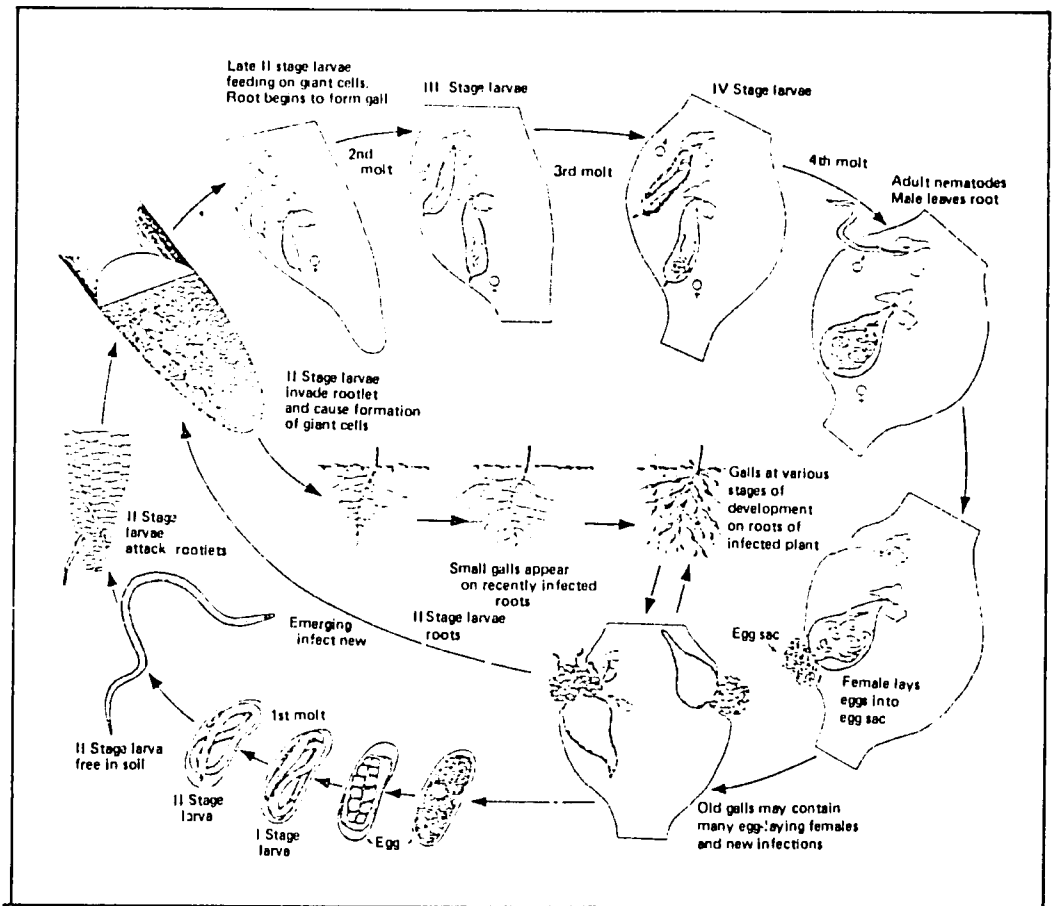 Late II stage larvae
feeding on giant cells.
Root begins to form gall
2nd
molt
III Stage larvae
3rd molt
IV Stage larvae
4th molt
Adult nematodes
Male leaves root
II Stage larvae
Invade rootlet
and cause formation
of giant cells
II Stage
larvae
attack rootlets
Small galls appear
on recently infected
roots
Galls at various
stages of
development
on roots of
infected plant
Emerging
infect new
II Stage larvae
roots
Egg sac
Female lays
eggs into
egg sac
Old galls may contain
many egg-laying females
and new infections
Egg
I Stage
larva
1st molt
II Stage
larva
II Stage larva
free in soil
♀
♀
♂
♀
♂
♀